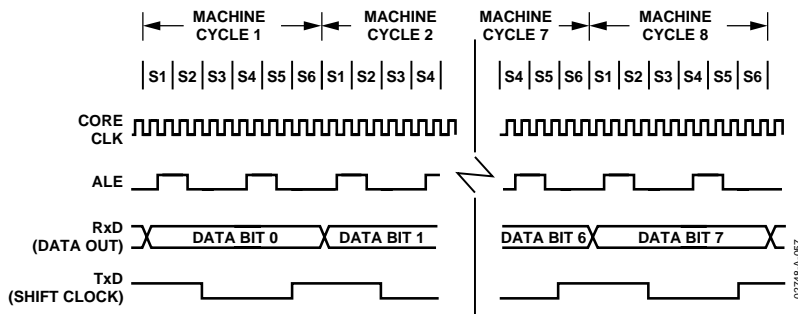 MACHINE CYCLE 1
MACHINE CYCLE 2
MACHINE CYCLE 7
MACHINE CYCLE 8
S1 S2 S3 S4 S5 S6 S1 S2 S3 S4
S4 S5 S6 S1 S2 S3 S4 S5 S6
CORE CLK
ALE
RxD (DATA OUT)
DATA BIT 0
DATA BIT 1
DATA BIT 6
DATA BIT 7
TxD (SHIFT CLOCK)
02748-A-067